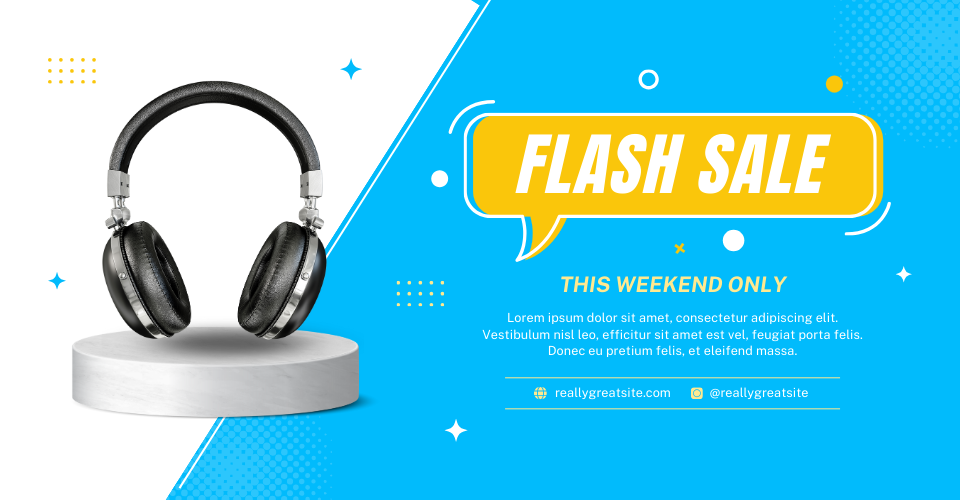 FLASH SALE
THIS WEEKEND ONLY
Lorem ipsum dolor sit amet, consectetur adipiscing elit.
Vestibulum nisl leo, efficitur sit amet est vel, feugiat porta felis.
Donec eu pretium felis, et eleifend massa.
reallygreatsite.com @reallygreatsite